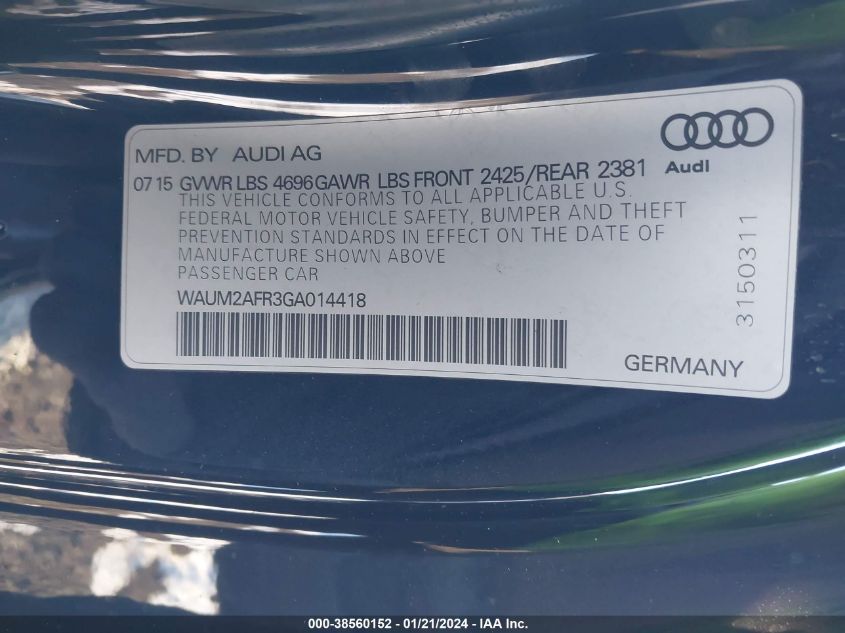 MFD. BY AUDI AG
Audi
07 15 GVWR LBS 4696 GAWR LBS FRONT 2425/REAR 2381
THIS VEHICLE CONFORMS TO ALL APPLICABLE U.S.
FEDERAL MOTOR VEHICLE SAFETY, BUMPER AND THEFT
PREVENTION STANDARDS IN EFFECT ON THE DATE OF
MANUFACTURE SHOWN ABOVE
PASSENGER CAR
WAUM2AFR3GA014418
3150311
GERMANY
000-38560152 - 01/21/2024 - IAA Inc.